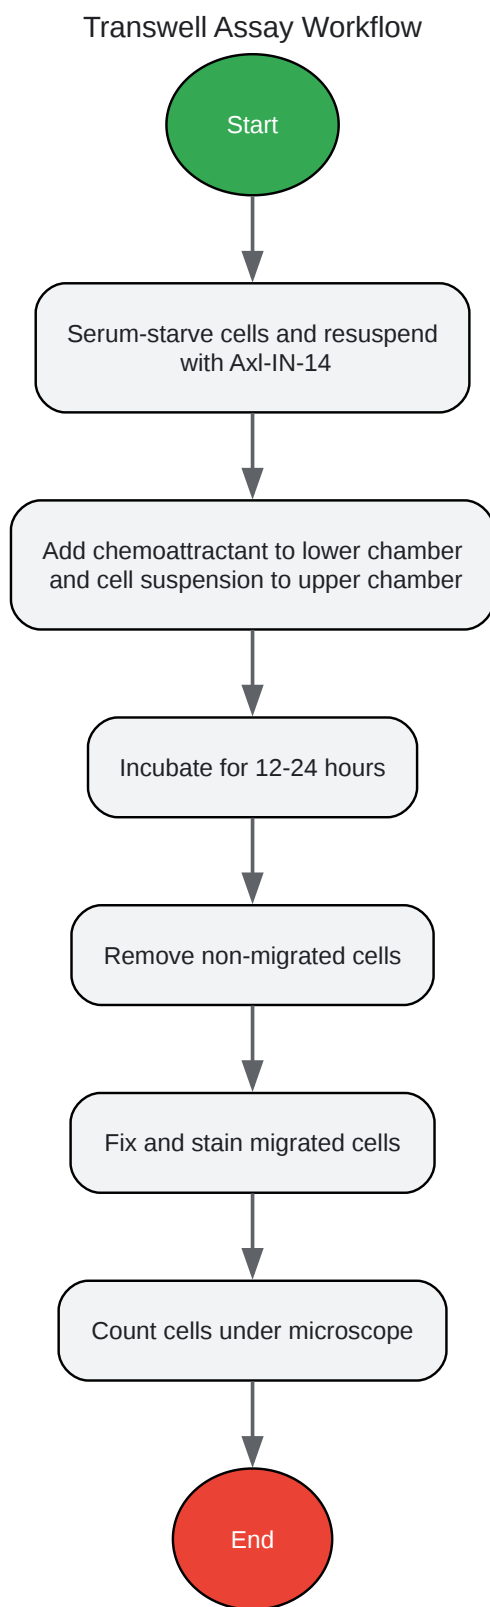 Transwell Assay Workflow
Start
Serum-starve cells and resuspend
with Axl-IN-14
Add chemoattractant to lower chamber
and cell suspension to upper chamber
Incubate for 12-24 hours
Remove non-migrated cells
Fix and stain migrated cells
Count cells under microscope
End